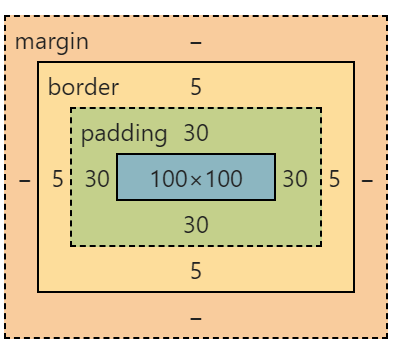 margin –
border 5
padding 30
– 5 30 100×100 30 5 –
30
5
–